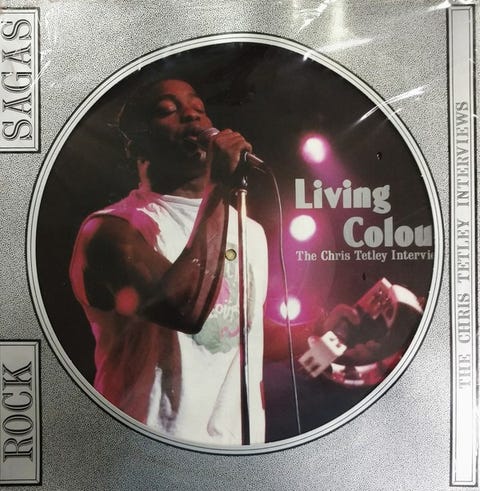 ROCK SAGAS
Living
Colou
The Chris Tetley Intervie
THE CHRIS TETLEY INTERVIEWS